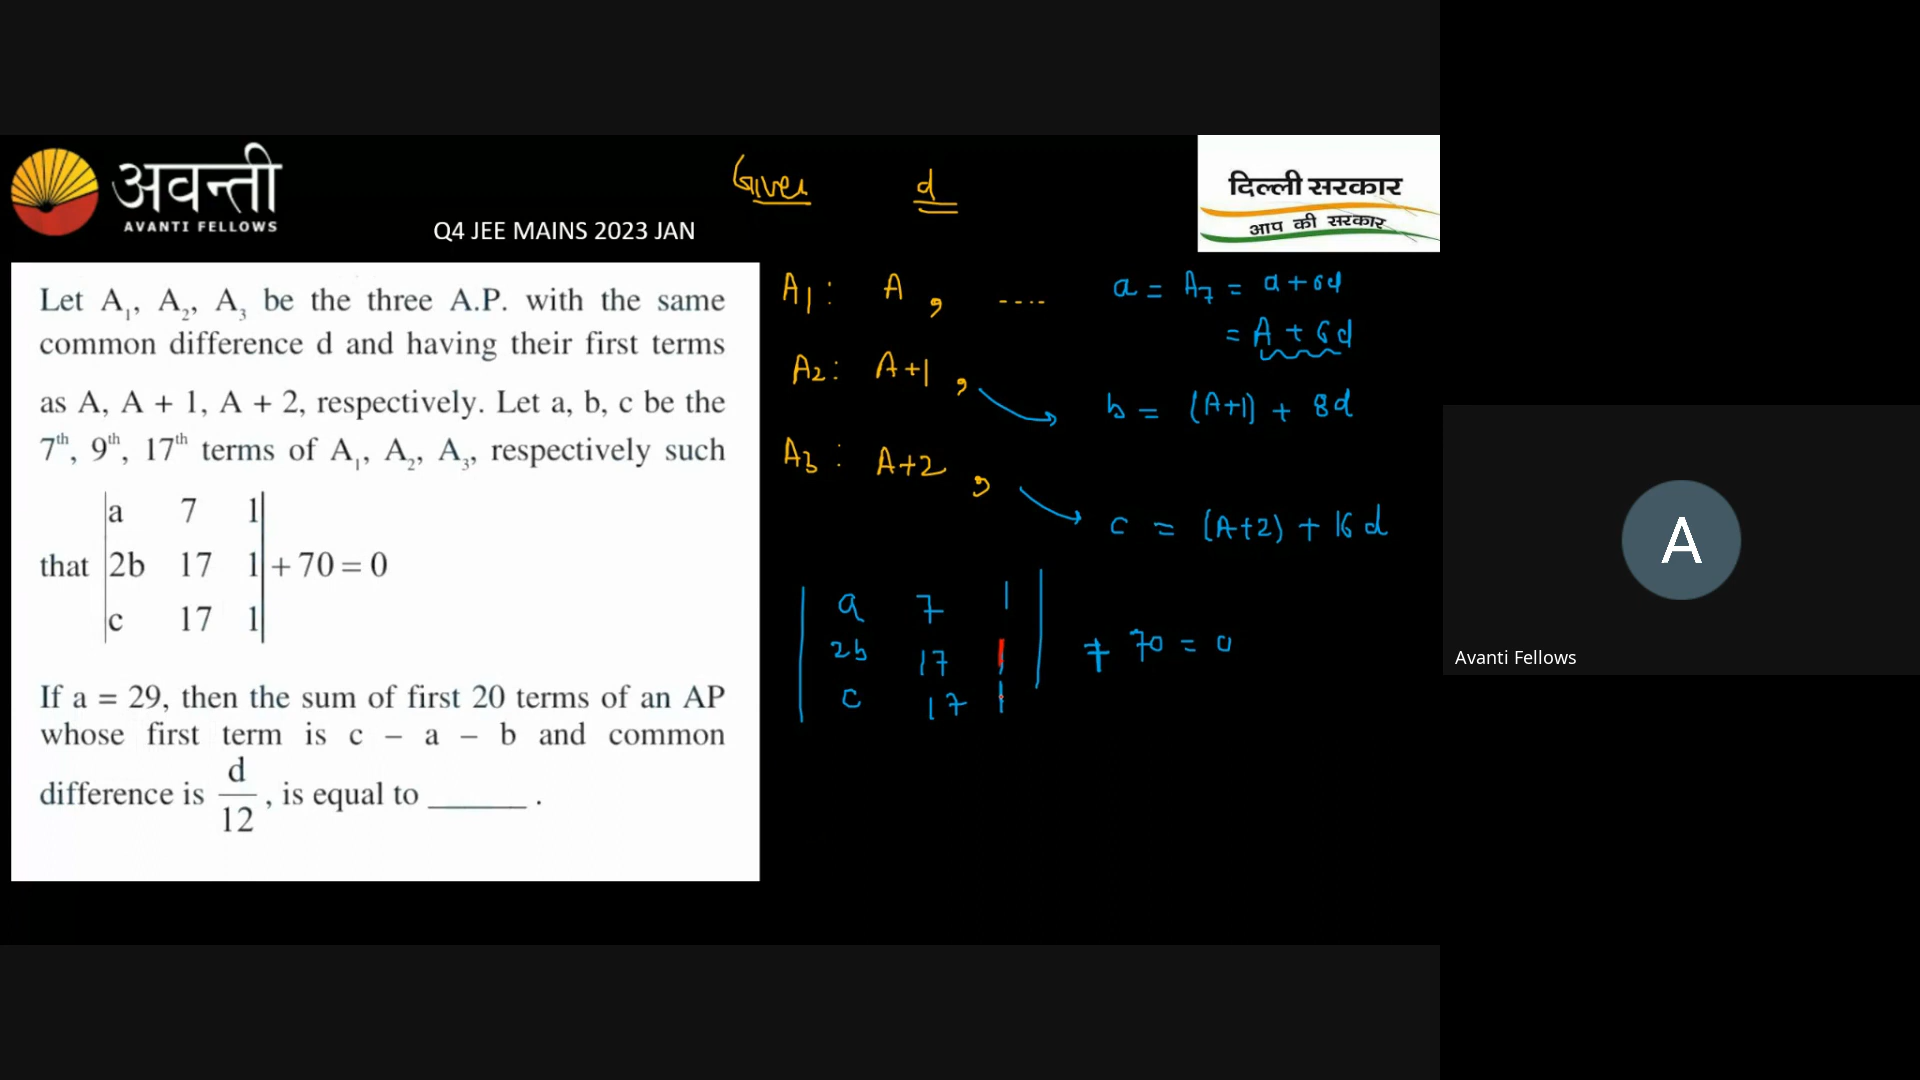 अवन्ती
AVANTI FELLOWS
Q4 JEE MAINS 2023 JAN
Given d
दिल्ली सरकार
आप की सरकार
Let A₁, A₂, A₃ be the three A.P. with the same
common difference d and having their first terms
as A, A + 1, A + 2, respectively. Let a, b, c be the
7th, 9th, 17th terms of A₁, A₂, A₃, respectively such
|a 7 1|
that |2b 17 1| + 70 = 0
|c 17 1|
If a = 29, then the sum of first 20 terms of an AP
whose first term is c − a − b and common
difference is d/12, is equal to ______ .
A₁: A , ....
a = A₇ = a+6d
= A + 6d
A₂: A+1 ,
b = (A+1) + 8d
A₃ : A+2 ,
c = (A+2) + 16d
|a 7 1|
|2b 17 1| + 70 = 0
|c 17 1|
A
Avanti Fellows